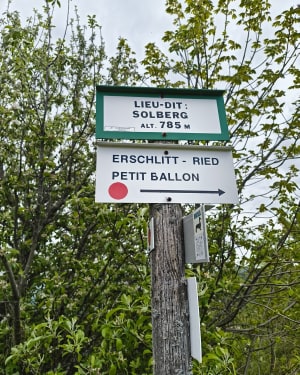 LIEU-DIT :
SOLBERG
ALT. 785 M
ERSCHLITT - RIED
PETIT BALLON